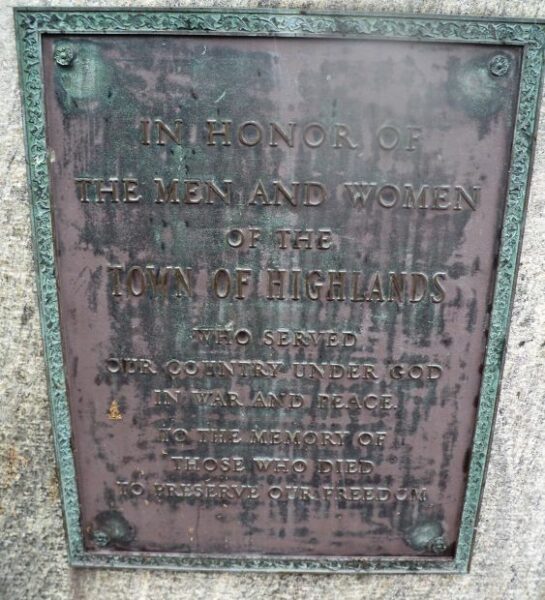 IN HONOR OF
THE MEN AND WOMEN
OF THE
TOWN OF HIGHLANDS
WHO SERVED
OUR COUNTRY UNDER GOD
IN WAR AND PEACE.
TO THE MEMORY OF
THOSE WHO DIED
TO PRESERVE OUR FREEDOM